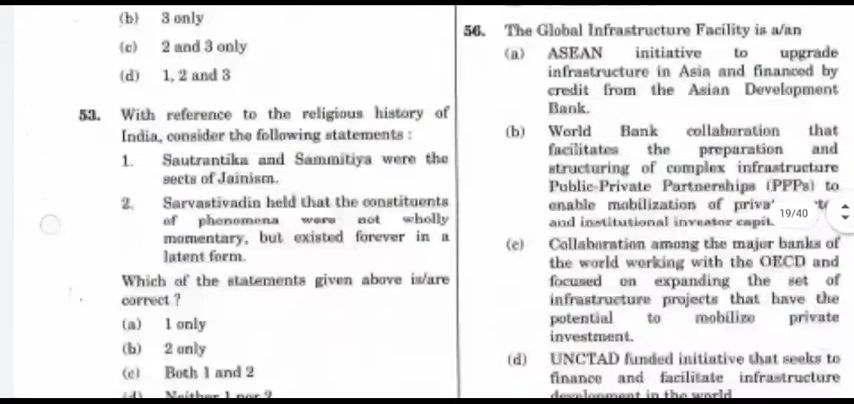 (b) 3 only
(c) 2 and 3 only
(d) 1, 2 and 3
53. With reference to the religious history of
India, consider the following statements :
1. Sautrantika and Sammitiya were the
sects of Jainism.
2. Sarvastivadin held that the constituents
of phenomena were not wholly
momentary, but existed forever in a
latent form.
Which of the statements given above is/are
correct ?
(a) 1 only
(b) 2 only
(c) Both 1 and 2
(d) Neither 1 nor 2
56. The Global Infrastructure Facility is a/an
(a) ASEAN initiative to upgrade
infrastructure in Asia and financed by
credit from the Asian Development
Bank.
(b) World Bank collaboration that
facilitates the preparation and
structuring of complex infrastructure
Public-Private Partnerships (PPPs) to
enable mobilization of
and institutional investor
19/40
(c) Collaboration among the major banks of
the world working with the OECD and
focused on expanding the set of
infrastructure projects that have the
potential to mobilize private
investment.
(d) UNCTAD funded initiative that seeks to
finance and facilitate infrastructure
development in the world